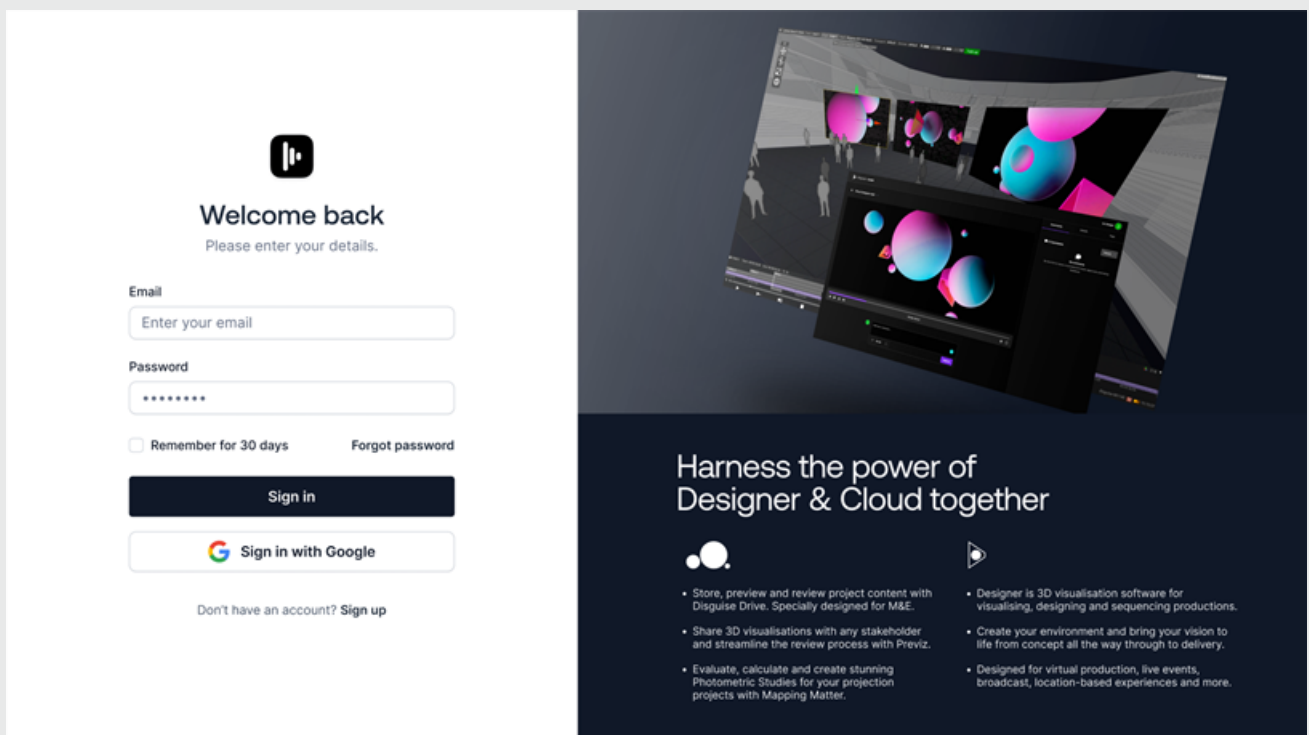 Welcome back
Please enter your details.
Email
Enter your email
Password
Remember for 30 days
Forgot password
Sign in
Sign in with Google
Don't have an account? Sign up
Harness the power of
Designer & Cloud together
• Store, preview and review project content with
Disguise Drive. Specially designed for M&E.
• Share 3D visualisations with any stakeholder
and streamline the review process with Previz.
• Evaluate, calculate and create stunning
Photometric Studies for your projection
projects with Mapping Matter.
• Designer is 3D visualisation software for
visualising, designing and sequencing productions.
• Create your environment and bring your vision to
life from concept all the way through to delivery.
• Designed for virtual production, live events,
broadcast, location-based experiences and more.